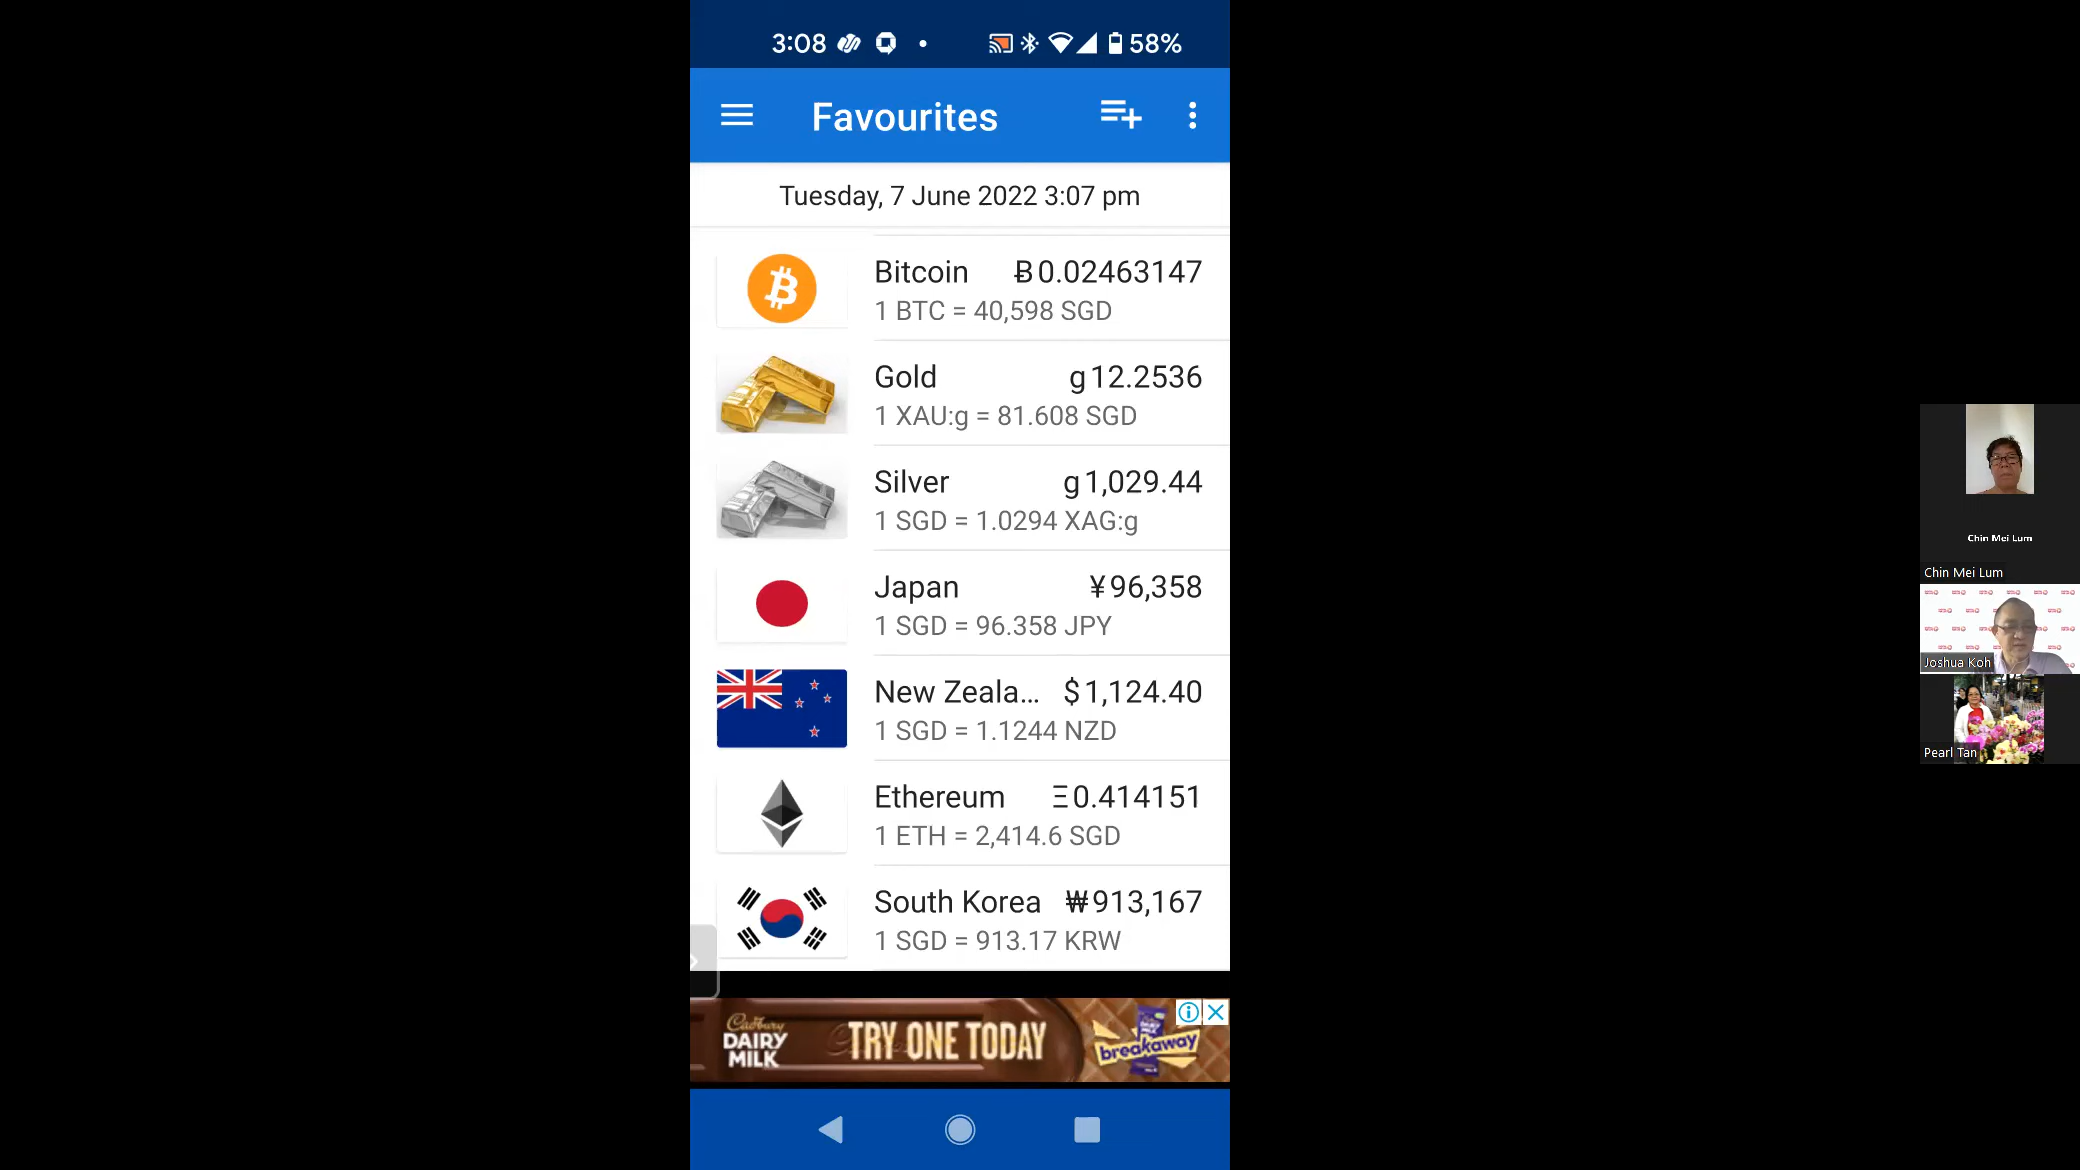 3:08
58%
Favourites
Tuesday, 7 June 2022 3:07 pm
Bitcoin Ƀ0.02463147
1 BTC = 40,598 SGD
Gold g12.2536
1 XAU:g = 81.608 SGD
Silver g1,029.44
1 SGD = 1.0294 XAG:g
Japan ¥96,358
1 SGD = 96.358 JPY
New Zeala... $1,124.40
1 SGD = 1.1244 NZD
Ethereum Ξ0.414151
1 ETH = 2,414.6 SGD
South Korea ₩913,167
1 SGD = 913.17 KRW
Cadbury
DAIRY
MILK
TRY ONE TODAY
breakaway
Chin Mei Lum
Chin Mei Lum
Joshua Koh
Pearl Tan